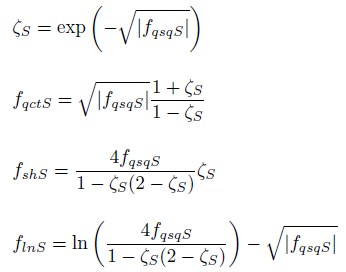 ζ_S = exp(−√|f_{qsqS}|)
f_{qctS} = √|f_{qsqS}| (1 + ζ_S)/(1 − ζ_S)
f_{shS} = (4f_{qsqS})/(1 − ζ_S(2 − ζ_S)) ζ_S
f_{lnS} = ln((4f_{qsqS})/(1 − ζ_S(2 − ζ_S))) − √|f_{qsqS}|